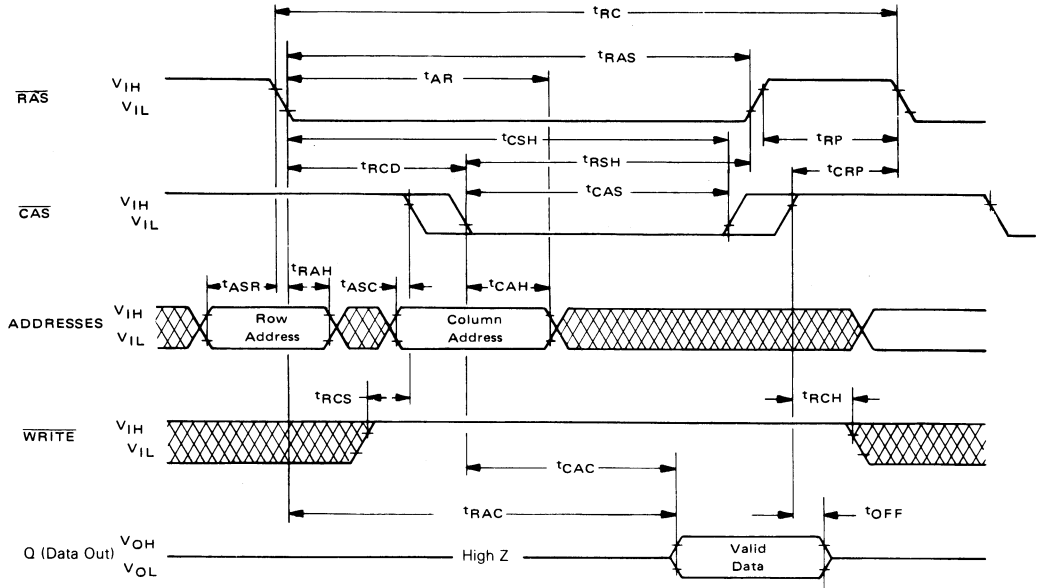 tRC
tRAS
tAR
RAS
VIH
VIL
tCSH
tRP
tRCD
tRSH
tCRP
tCAS
CAS
VIH
VIL
tASR
tRAH
tASC
tCAH
ADDRESSES
VIH
VIL
Row
Address
Column
Address
tRCS
tRCH
WRITE
VIH
VIL
tCAC
tRAC
tOFF
Q (Data Out)
VOH
VOL
High Z
Valid
Data